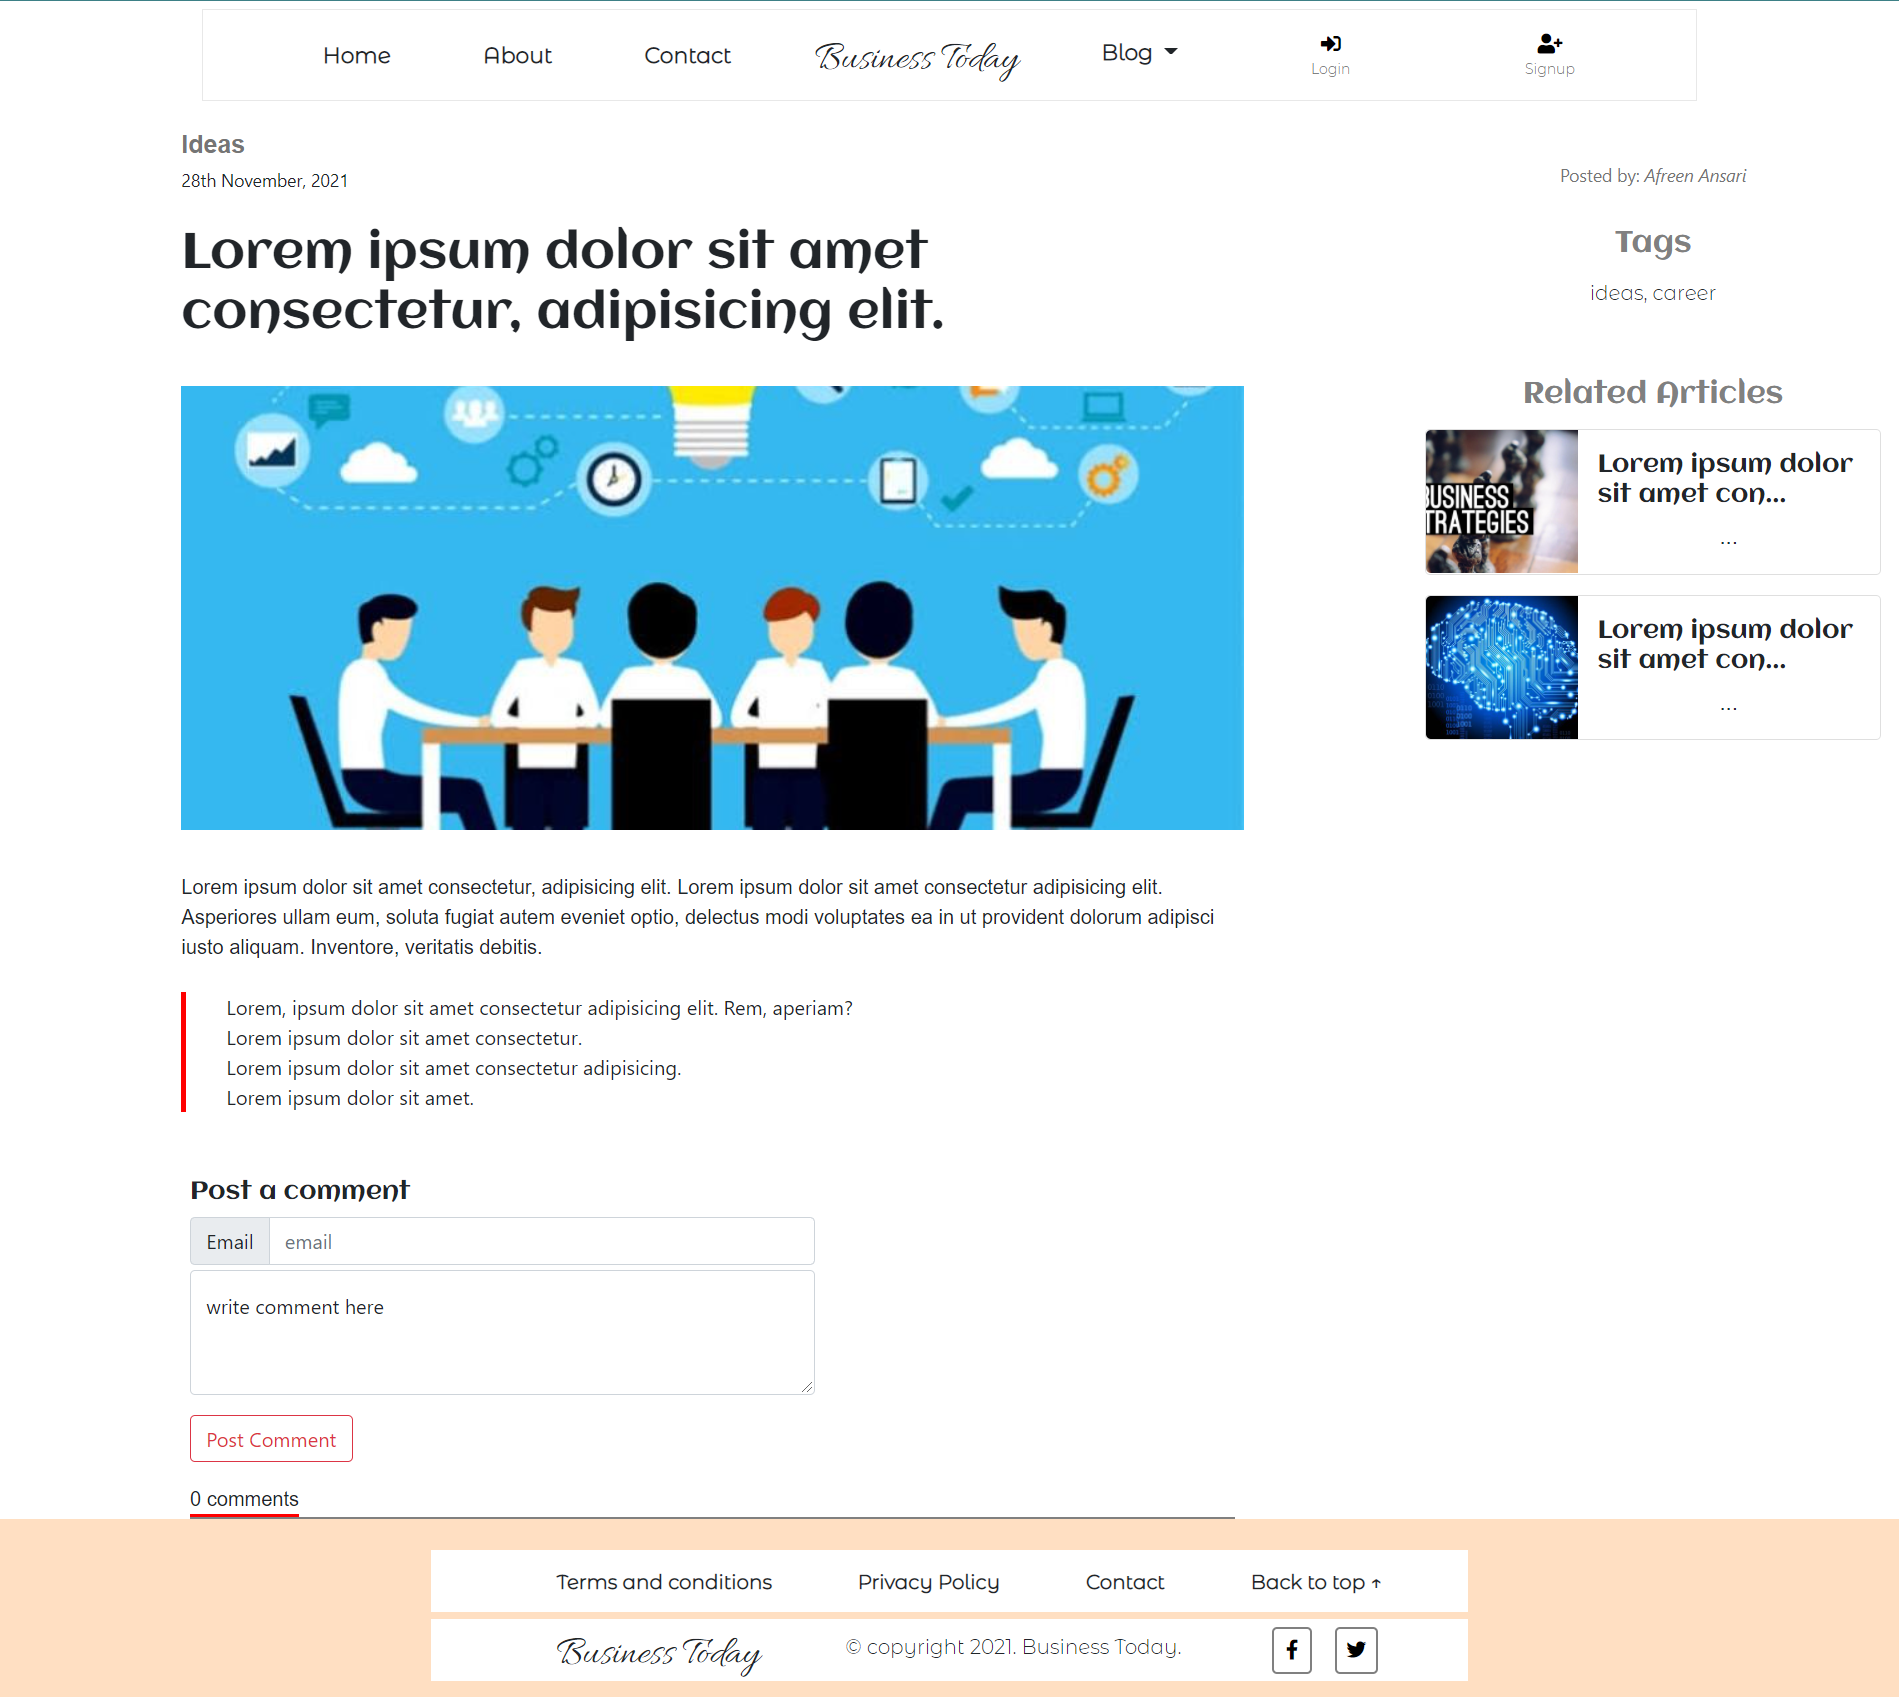 Home
About
Contact
Business Today
Blog
Login
Signup
Ideas
28th November, 2021
Lorem ipsum dolor sit amet
consectetur, adipisicing elit.
Lorem ipsum dolor sit amet consectetur, adipisicing elit. Lorem ipsum dolor sit amet consectetur adipisicing elit.
Asperiores ullam eum, soluta fugiat autem eveniet optio, delectus modi voluptates ea in ut provident dolorum adipisci
iusto aliquam. Inventore, veritatis debitis.
Lorem, ipsum dolor sit amet consectetur adipisicing elit. Rem, aperiam?
Lorem ipsum dolor sit amet consectetur.
Lorem ipsum dolor sit amet consectetur adipisicing.
Lorem ipsum dolor sit amet.
Post a comment
Email
email
write comment here
Post Comment
0 comments
Posted by: Afreen Ansari
Tags
ideas, career
Related Articles
BUSINESS
TRATEGIES
Lorem ipsum dolor
sit amet con...
...
Lorem ipsum dolor
sit amet con...
...
Terms and conditions
Privacy Policy
Contact
Back to top ↑
Business Today
© copyright 2021. Business Today.